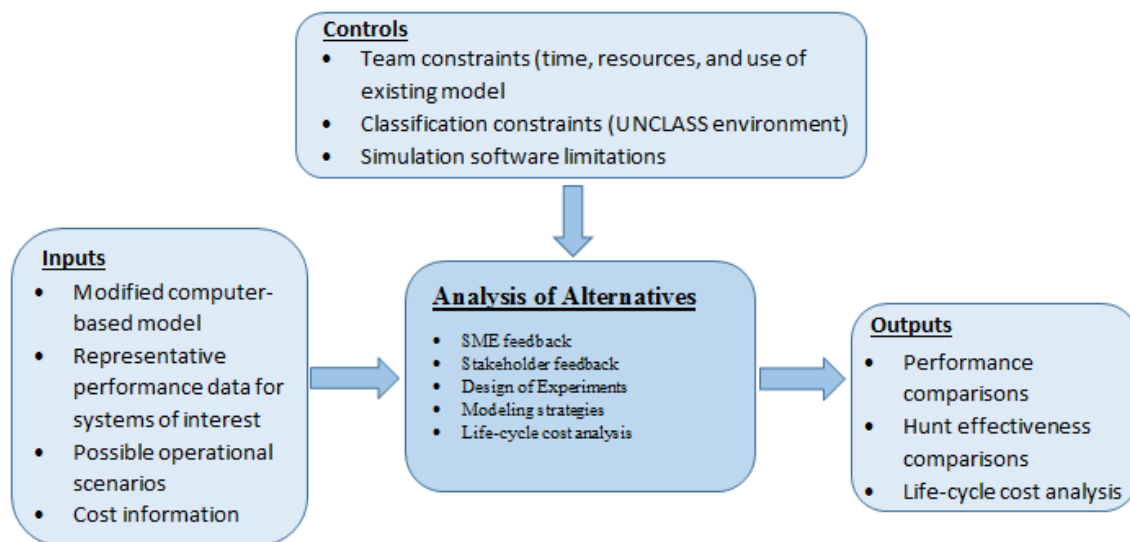 Controls
• Team constraints (time, resources, and use of
existing model
• Classification constraints (UNCLASS environment)
• Simulation software limitations
Inputs
• Modified computer-
based model
• Representative
performance data for
systems of interest
• Possible operational
scenarios
• Cost information
Analysis of Alternatives
• SME feedback
• Stakeholder feedback
• Design of Experiments
• Modeling strategies
• Life-cycle cost analysis
Outputs
• Performance
comparisons
• Hunt effectiveness
comparisons
• Life-cycle cost analysis